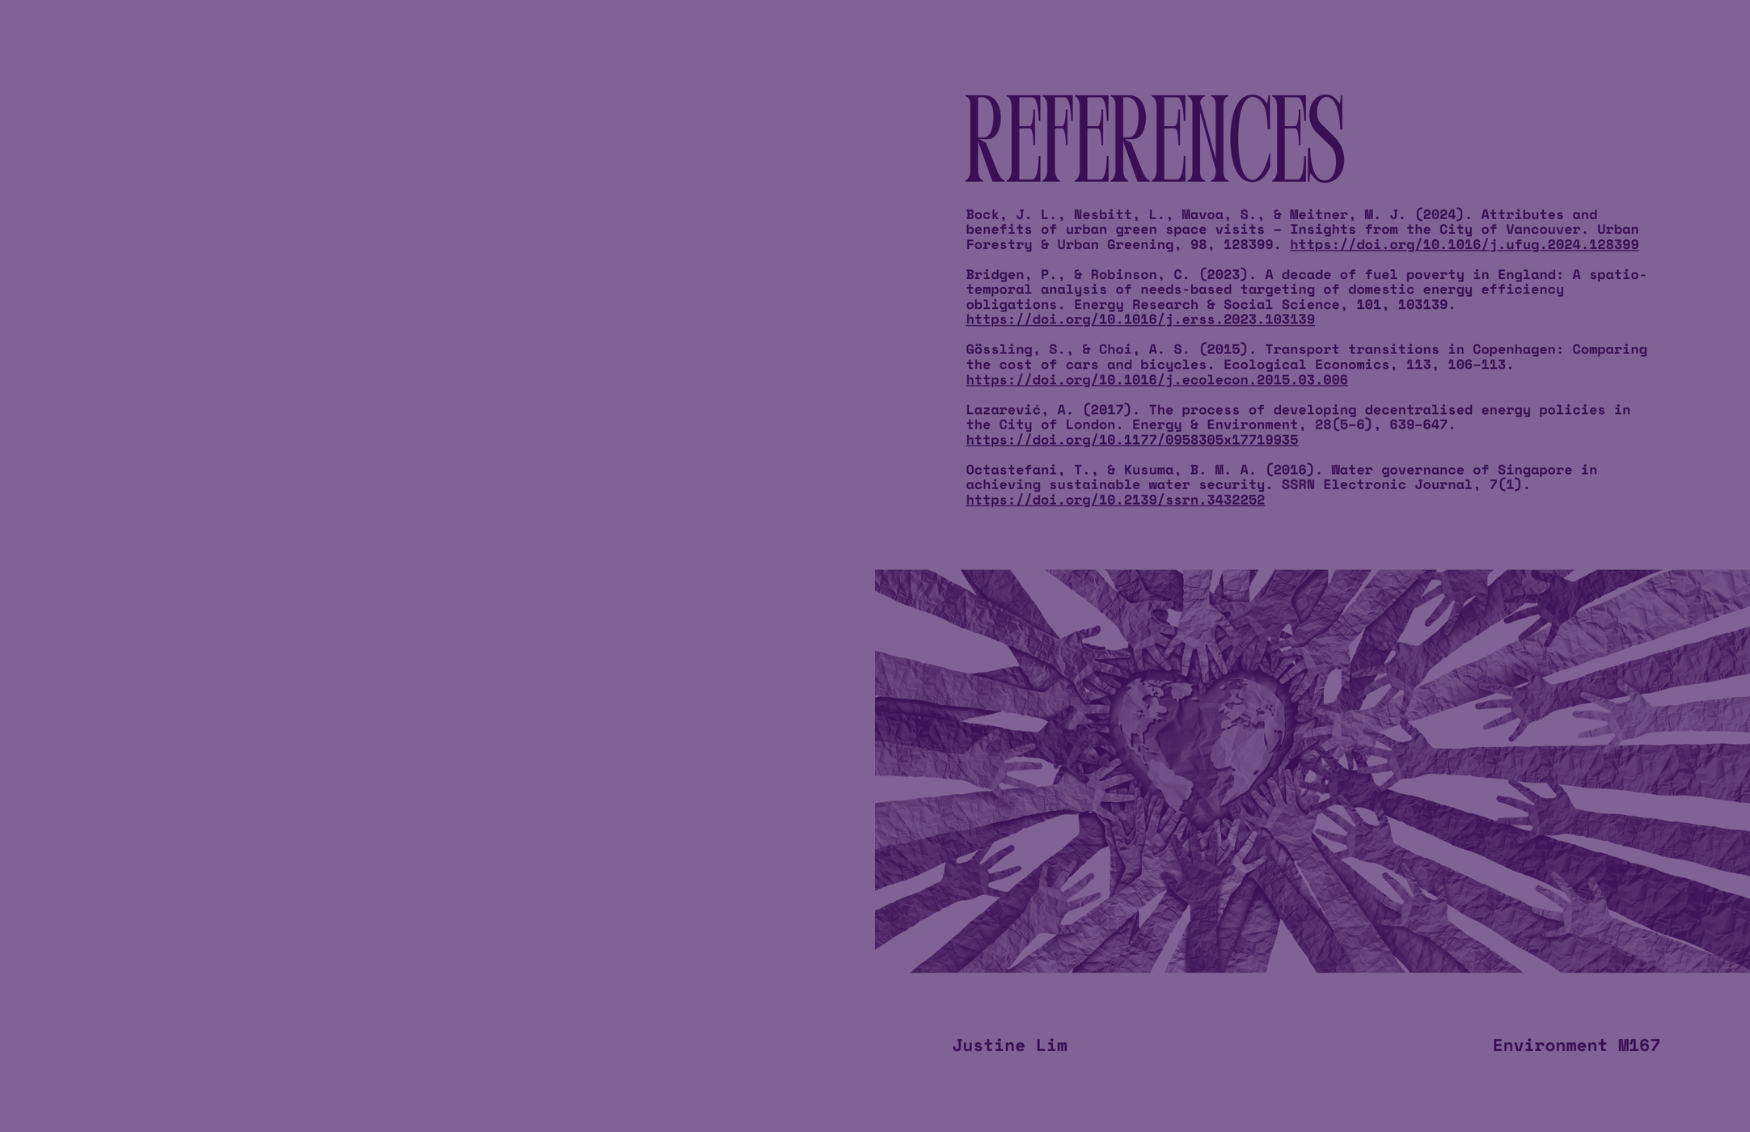 REFERENCES
Bock, J. L., Nesbitt, L., Mavoa, S., & Meitner, M. J. (2024). Attributes and
benefits of urban green space visits – Insights from the City of Vancouver. Urban
Forestry & Urban Greening, 98, 128399. https://doi.org/10.1016/j.ufug.2024.128399
Bridgen, P., & Robinson, C. (2023). A decade of fuel poverty in England: A spatio-
temporal analysis of needs-based targeting of domestic energy efficiency
obligations. Energy Research & Social Science, 101, 103139.
https://doi.org/10.1016/j.erss.2023.103139
Gössling, S., & Choi, A. S. (2015). Transport transitions in Copenhagen: Comparing
the cost of cars and bicycles. Ecological Economics, 113, 106–113.
https://doi.org/10.1016/j.ecolecon.2015.03.006
Lazarević, A. (2017). The process of developing decentralised energy policies in
the City of London. Energy & Environment, 28(5–6), 639–647.
https://doi.org/10.1177/0958305x17719935
Octastefani, T., & Kusuma, B. M. A. (2016). Water governance of Singapore in
achieving sustainable water security. SSRN Electronic Journal, 7(1).
https://doi.org/10.2139/ssrn.3432252
Justine Lim
Environment M167